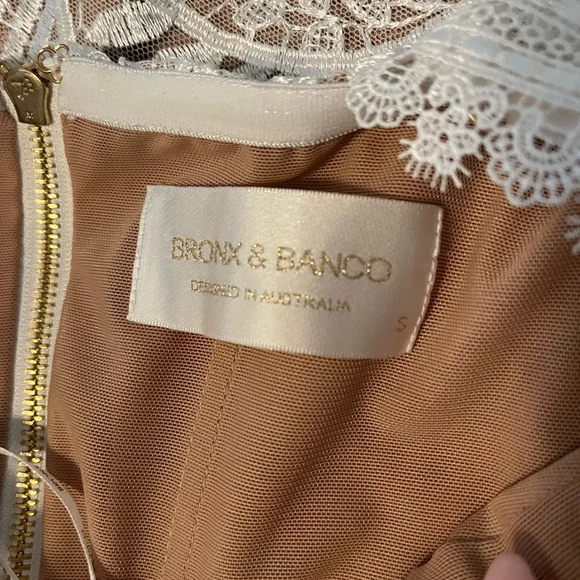 BRONX & BANCO
DESIGNED IN AUSTRALIA
S